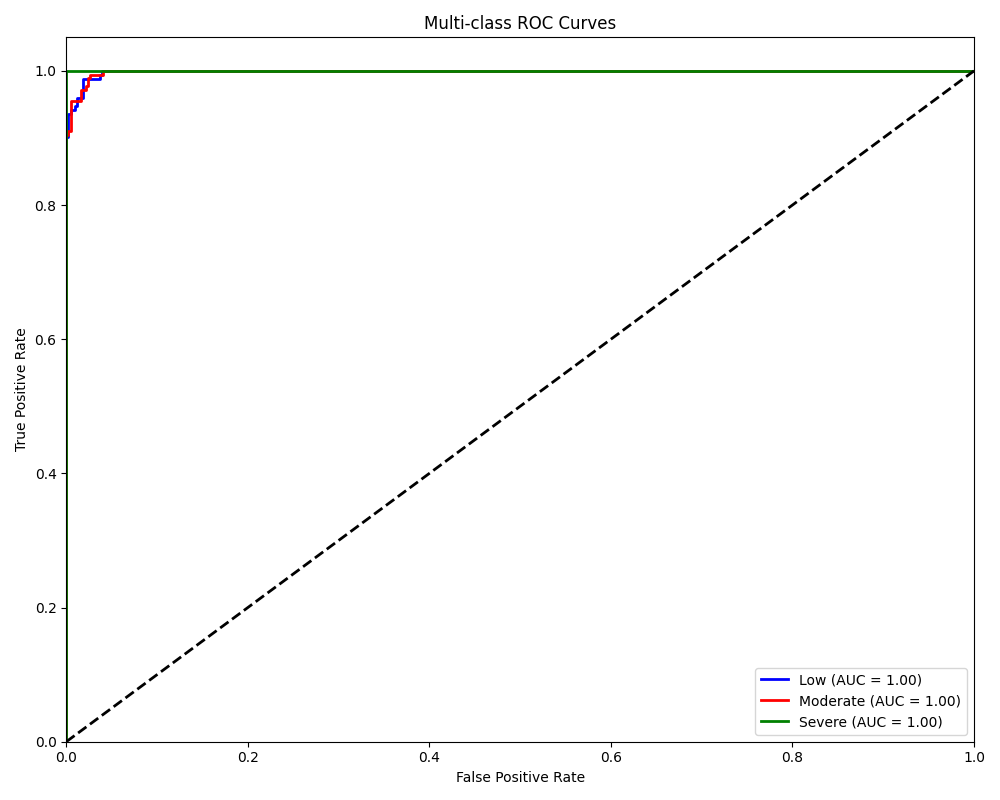 Multi-class ROC Curves
True Positive Rate
1.0
0.8
0.6
0.4
0.2
0.0
0.0 0.2 0.4 0.6 0.8 1.0
False Positive Rate
Low (AUC = 1.00)
Moderate (AUC = 1.00)
Severe (AUC = 1.00)